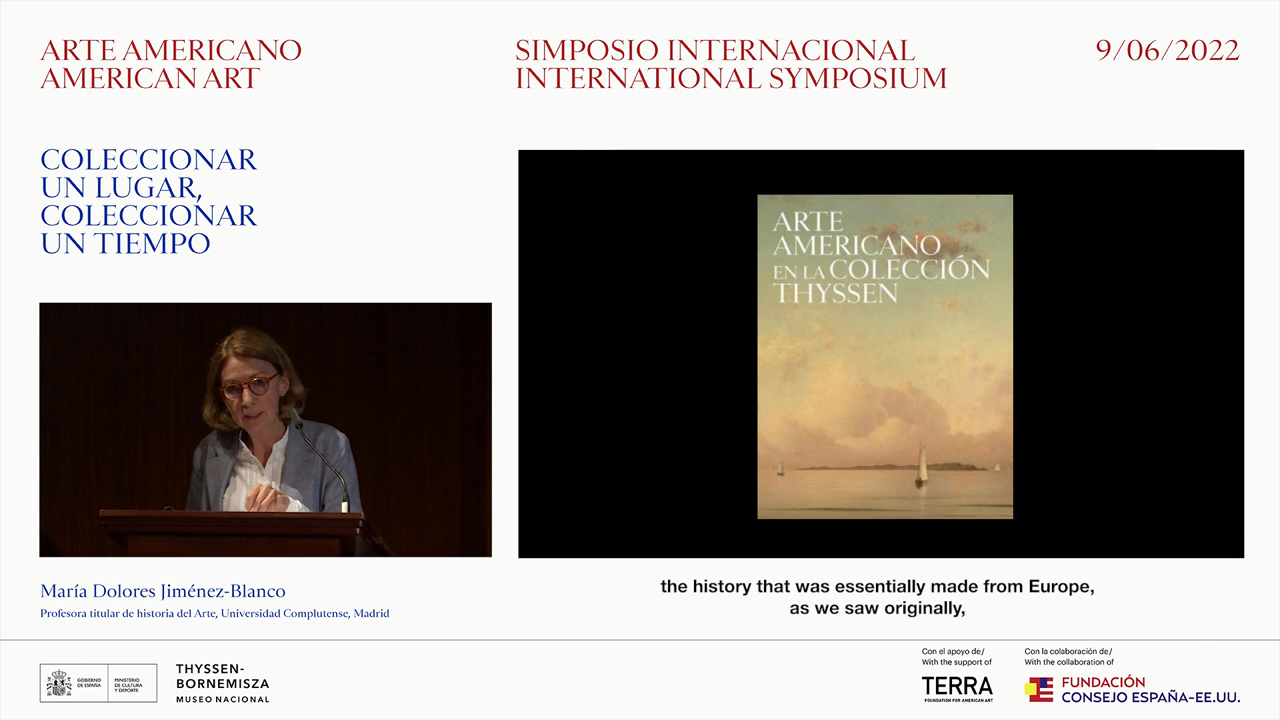 ARTE AMERICANO
AMERICAN ART
SIMPOSIO INTERNACIONAL
INTERNATIONAL SYMPOSIUM
9/06/2022
COLECCIONAR
UN LUGAR,
COLECCIONAR
UN TIEMPO
ARTE
AMERICANO
EN LA COLECCIÓN
THYSSEN
María Dolores Jiménez-Blanco
Profesora titular de historia del Arte, Universidad Complutense, Madrid
the history that was essentially made from Europe,
as we saw originally,
GOBIERNO
DE ESPAÑA
MINISTERIO
DE CULTURA
Y DEPORTE
THYSSEN-
BORNEMISZA
MUSEO NACIONAL
Con el apoyo de/
With the support of
TERRA
FOUNDATION FOR AMERICAN ART
Con la colaboración de/
With the collaboration of
FUNDACIÓN
CONSEJO ESPAÑA-EE.UU.